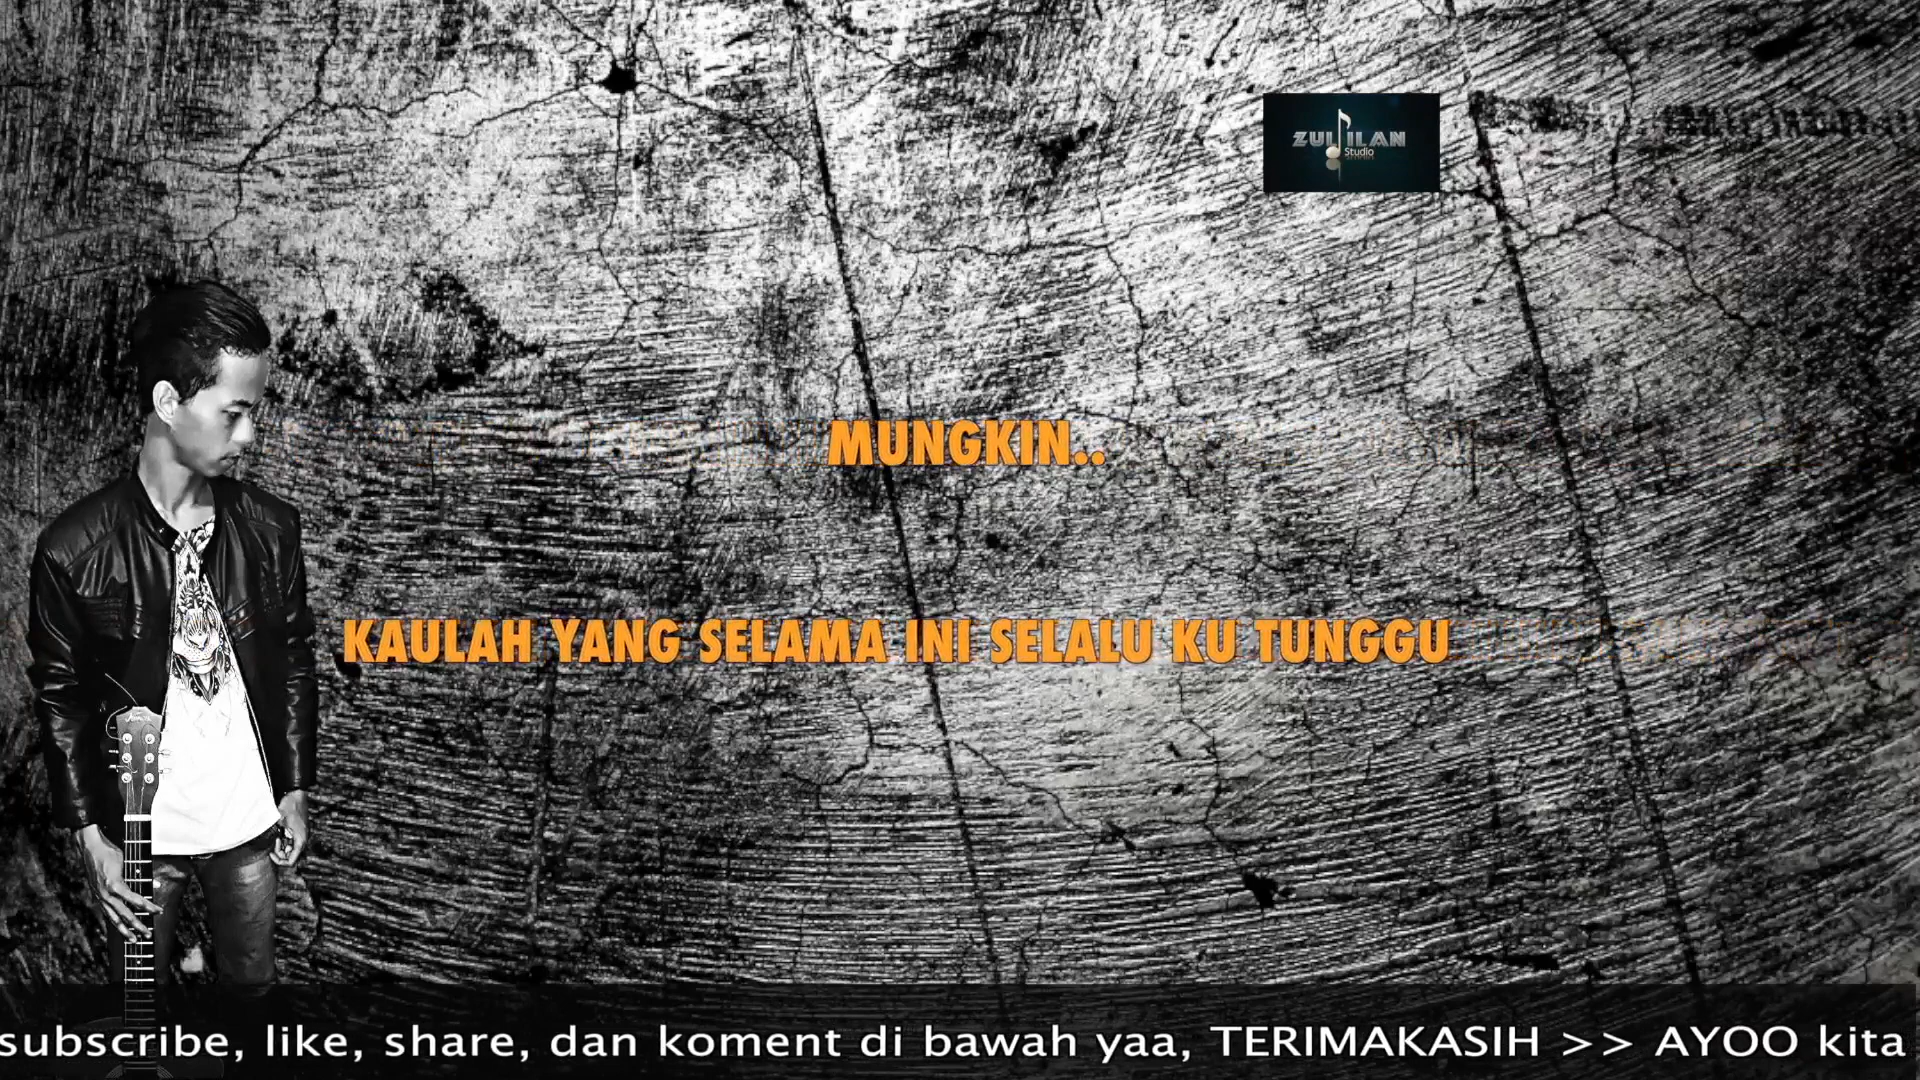 ZULILAN
Studio
MUNGKIN..
KAULAH YANG SELAMA INI SELALU KU TUNGGU
subscribe, like, share, dan koment di bawah yaa, TERIMAKASIH >> AYOO kita